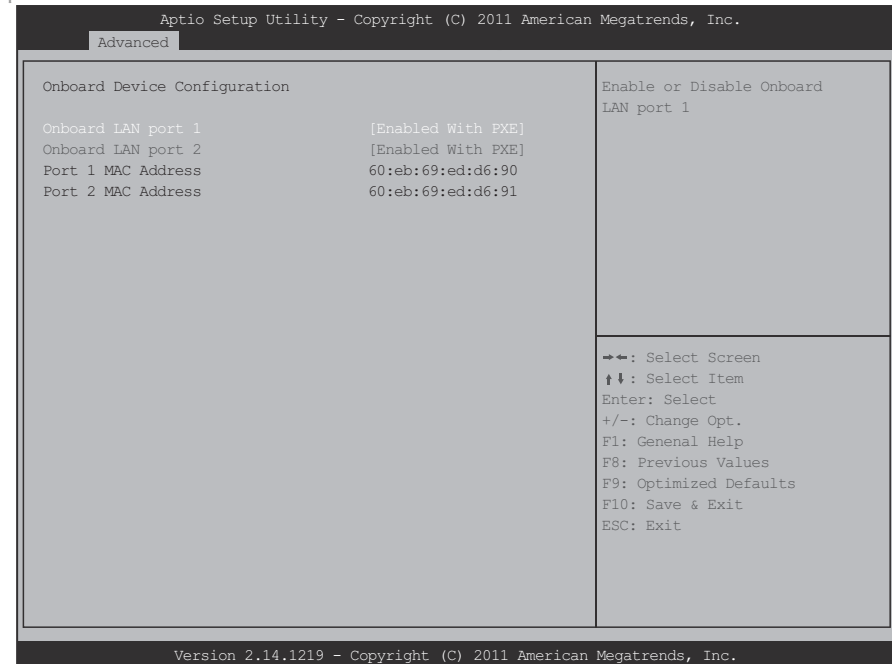 Aptio Setup Utility - Copyright (C) 2011 American Megatrends, Inc.
Advanced
Onboard Device Configuration
Onboard LAN port 1 [Enabled With PXE]
Onboard LAN port 2 [Enabled With PXE]
Port 1 MAC Address 60:eb:69:ed:d6:90
Port 2 MAC Address 60:eb:69:ed:d6:91
Enable or Disable Onboard
LAN port 1
→←: Select Screen
↑↓: Select Item
Enter: Select
+/-: Change Opt.
F1: Genenal Help
F8: Previous Values
F9: Optimized Defaults
F10: Save & Exit
ESC: Exit
Version 2.14.1219 - Copyright (C) 2011 American Megatrends, Inc.